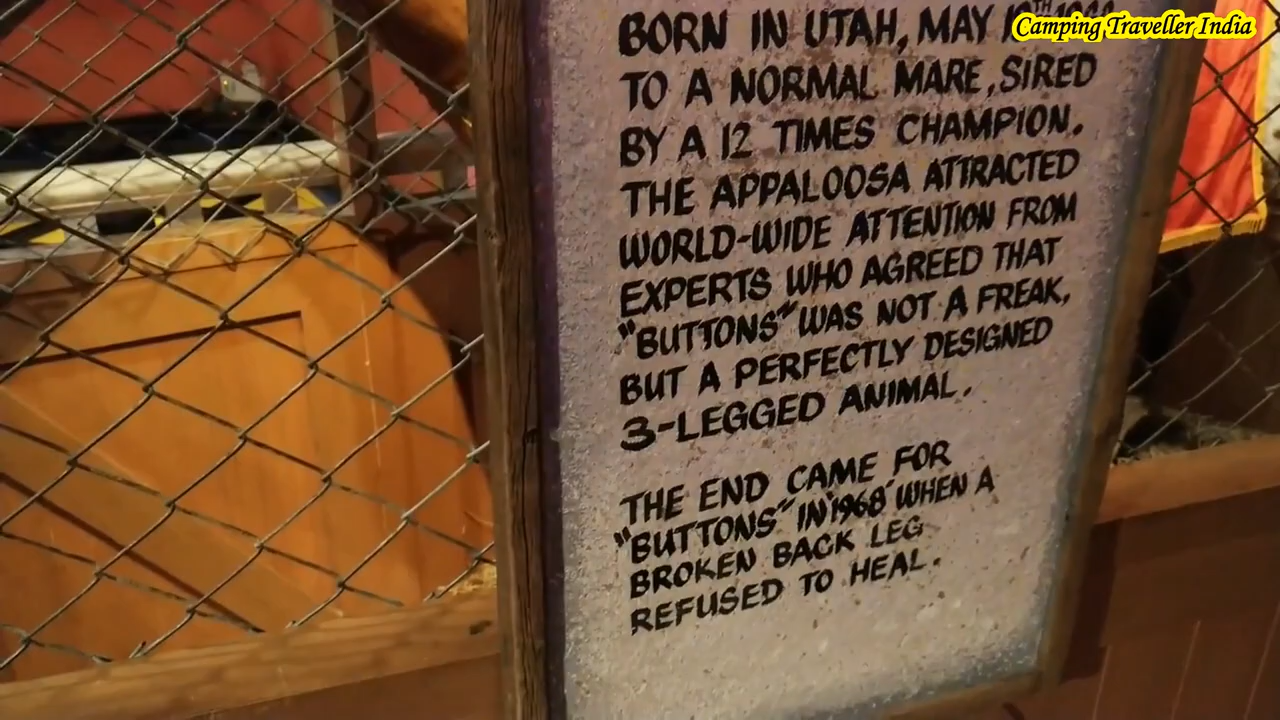 Camping Traveller India
BORN IN UTAH, MAY
TO A NORMAL MARE, SIRED
BY A 12 TIMES CHAMPION.
THE APPALOOSA ATTRACTED
WORLD-WIDE ATTENTION FROM
EXPERTS WHO AGREED THAT
"BUTTONS" WAS NOT A FREAK,
BUT A PERFECTLY DESIGNED
3-LEGGED ANIMAL.
THE END CAME FOR
"BUTTONS" IN '1968' WHEN A
BROKEN BACK LEG
REFUSED TO HEAL.